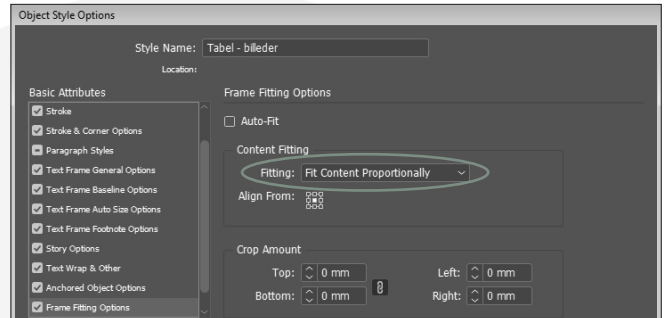 Object Style Options
Style Name: Tabel - billeder
Location:
Basic Attributes
Stroke
Stroke & Corner Options
Paragraph Styles
Text Frame General Options
Text Frame Baseline Options
Text Frame Auto Size Options
Text Frame Footnote Options
Story Options
Text Wrap & Other
Anchored Object Options
Frame Fitting Options
Frame Fitting Options
Auto-Fit
Content Fitting
Fitting: Fit Content Proportionally
Align From:
Crop Amount
Top: 0 mm Left: 0 mm
Bottom: 0 mm Right: 0 mm